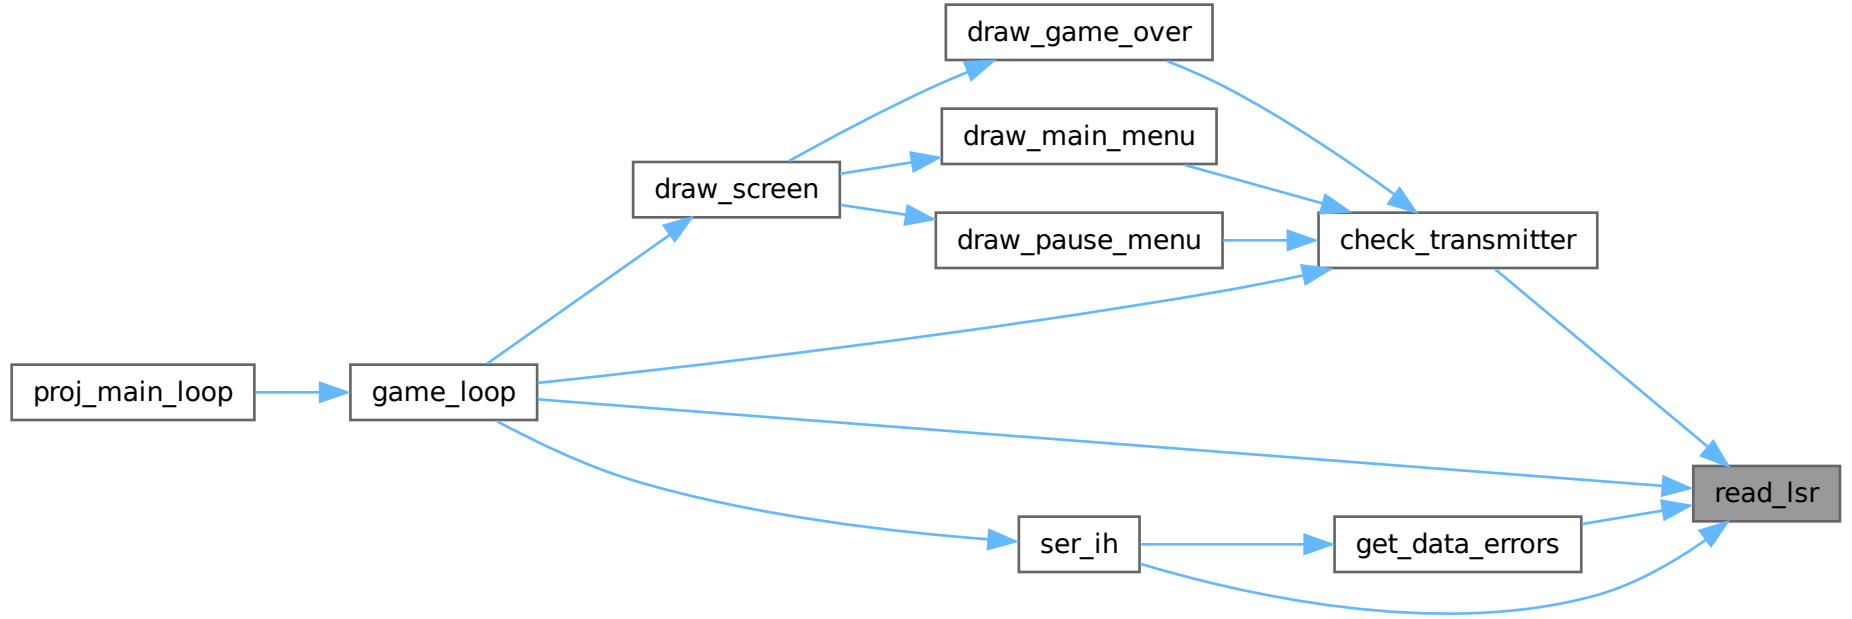 draw_game_over
draw_main_menu
draw_screen
draw_pause_menu
check_transmitter
proj_main_loop
game_loop
read_lsr
ser_ih
get_data_errors